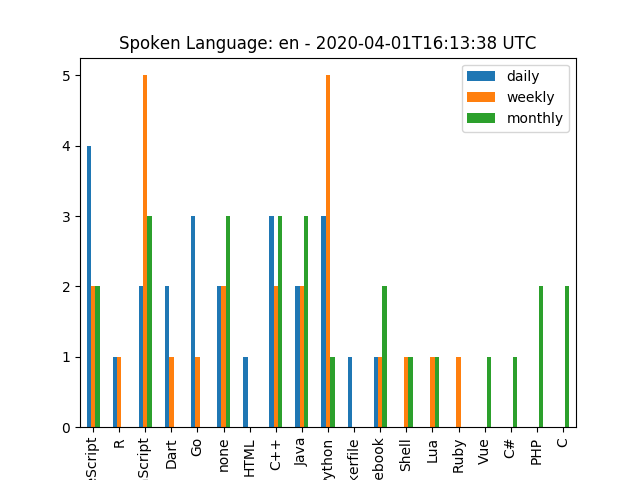 Spoken Language: en - 2020-04-01T16:13:38 UTC
daily
weekly
monthly
5
4
3
2
1
0
eScript
R
Script
Dart
Go
none
HTML
C++
Java
ython
kerfile
ebook
Shell
Lua
Ruby
Vue
C#
PHP
C